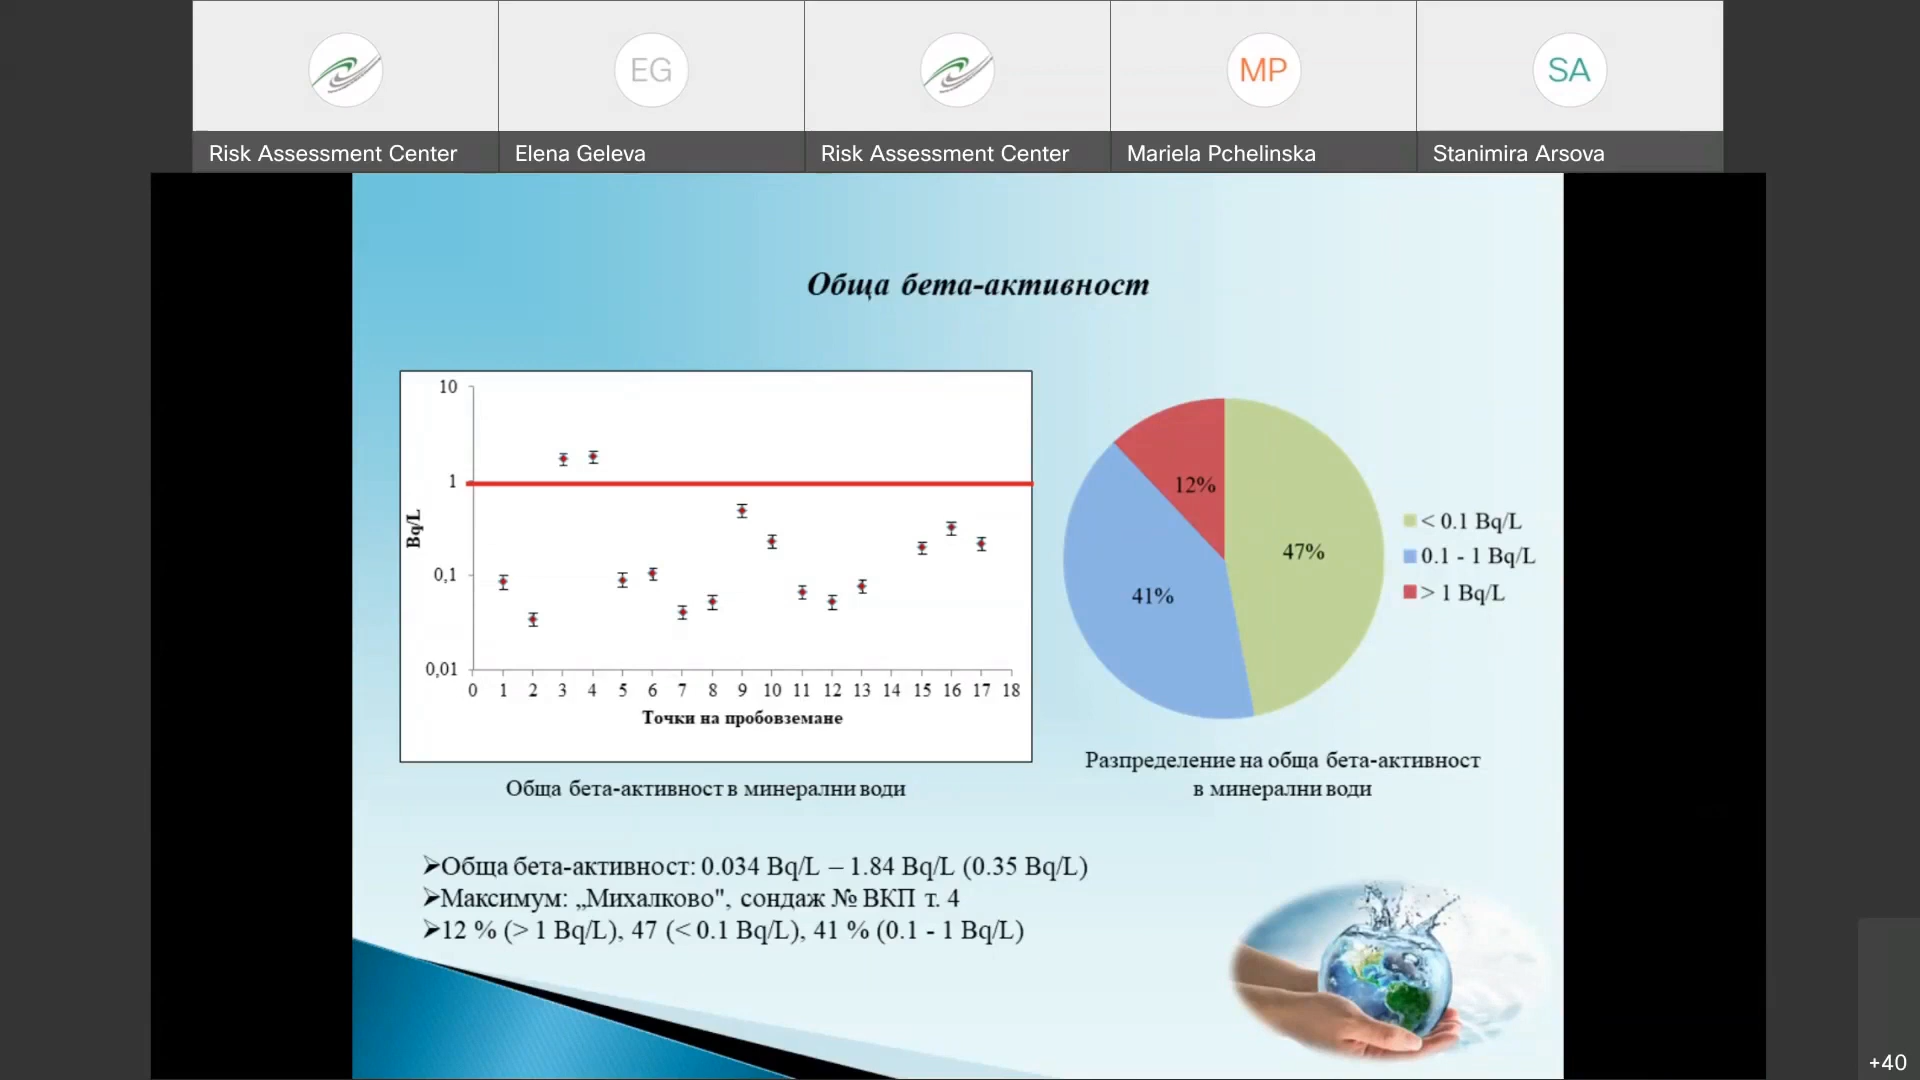 EG
MP
SA
Risk Assessment Center
Elena Geleva
Risk Assessment Center
Mariela Pchelinska
Stanimira Arsova
Обща бета-активност
10
1
0,1
0,01
Bq/L
0 1 2 3 4 5 6 7 8 9 10 11 12 13 14 15 16 17 18
Точки на пробовземане
Обща бета-активност в минерални води
12%
47%
41%
< 0.1 Bq/L
0.1 - 1 Bq/L
> 1 Bq/L
Разпределение на обща бета-активност
в минерални води
➢Обща бета-активност: 0.034 Bq/L – 1.84 Bq/L (0.35 Bq/L)
➢Максимум: „Михалково", сондаж № ВКП т. 4
➢12 % (> 1 Bq/L), 47 (< 0.1 Bq/L), 41 % (0.1 - 1 Bq/L)
+40